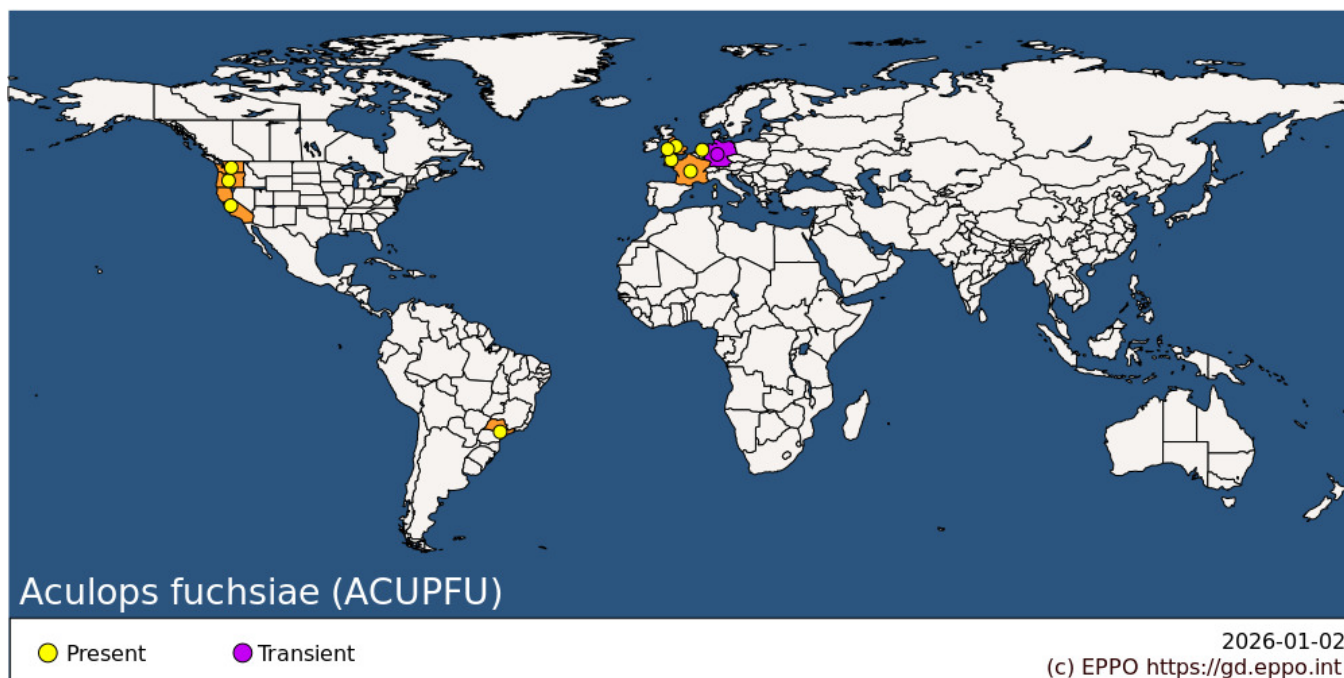 Aculops fuchsiae (ACUPFU)
Present
Transient
2026-01-02
(c) EPPO https://gd.eppo.int